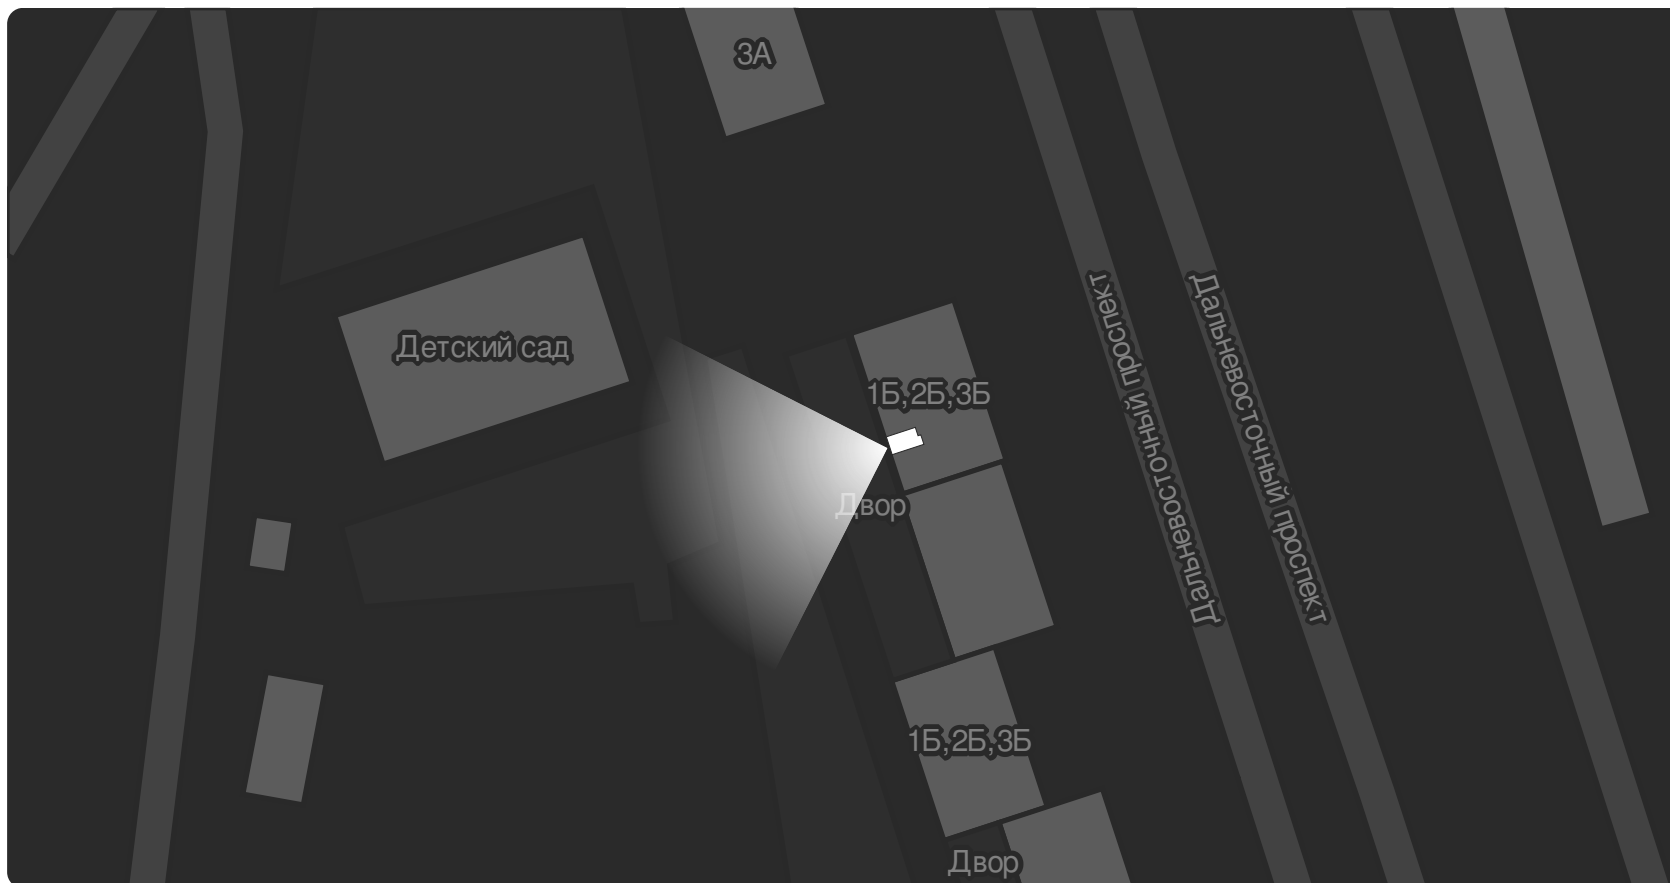 3А
Детский сад
1Б,2Б,3Б
Двор
Дальневосточный проспект
Дальневосточный проспект
1Б,2Б,3Б
Двор